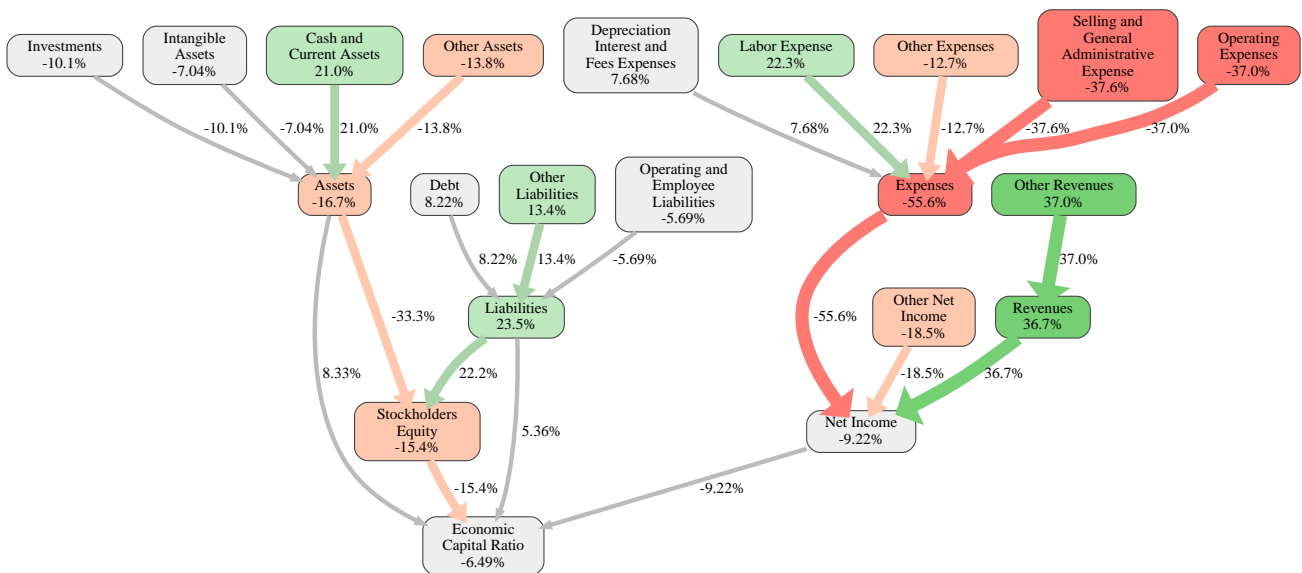 Investments
-10.1%
Intangible
Assets
-7.04%
Cash and
Current Assets
21.0%
Other Assets
-13.8%
Depreciation
Interest and
Fees Expenses
7.68%
Labor Expense
22.3%
Other Expenses
-12.7%
Selling and
General
Administrative
Expense
-37.6%
Operating
Expenses
-37.0%
-10.1%
-7.04%
21.0%
-13.8%
7.68%
22.3%
-12.7%
-37.6%
-37.0%
Assets
-16.7%
Debt
8.22%
Other
Liabilities
13.4%
Operating and
Employee
Liabilities
-5.69%
Expenses
-55.6%
Other Revenues
37.0%
8.22%
13.4%
-5.69%
37.0%
Liabilities
23.5%
Other Net
Income
-18.5%
Revenues
36.7%
-33.3%
-55.6%
8.33%
22.2%
-18.5%
36.7%
Stockholders
Equity
-15.4%
5.36%
Net Income
-9.22%
-15.4%
-9.22%
Economic
Capital Ratio
-6.49%